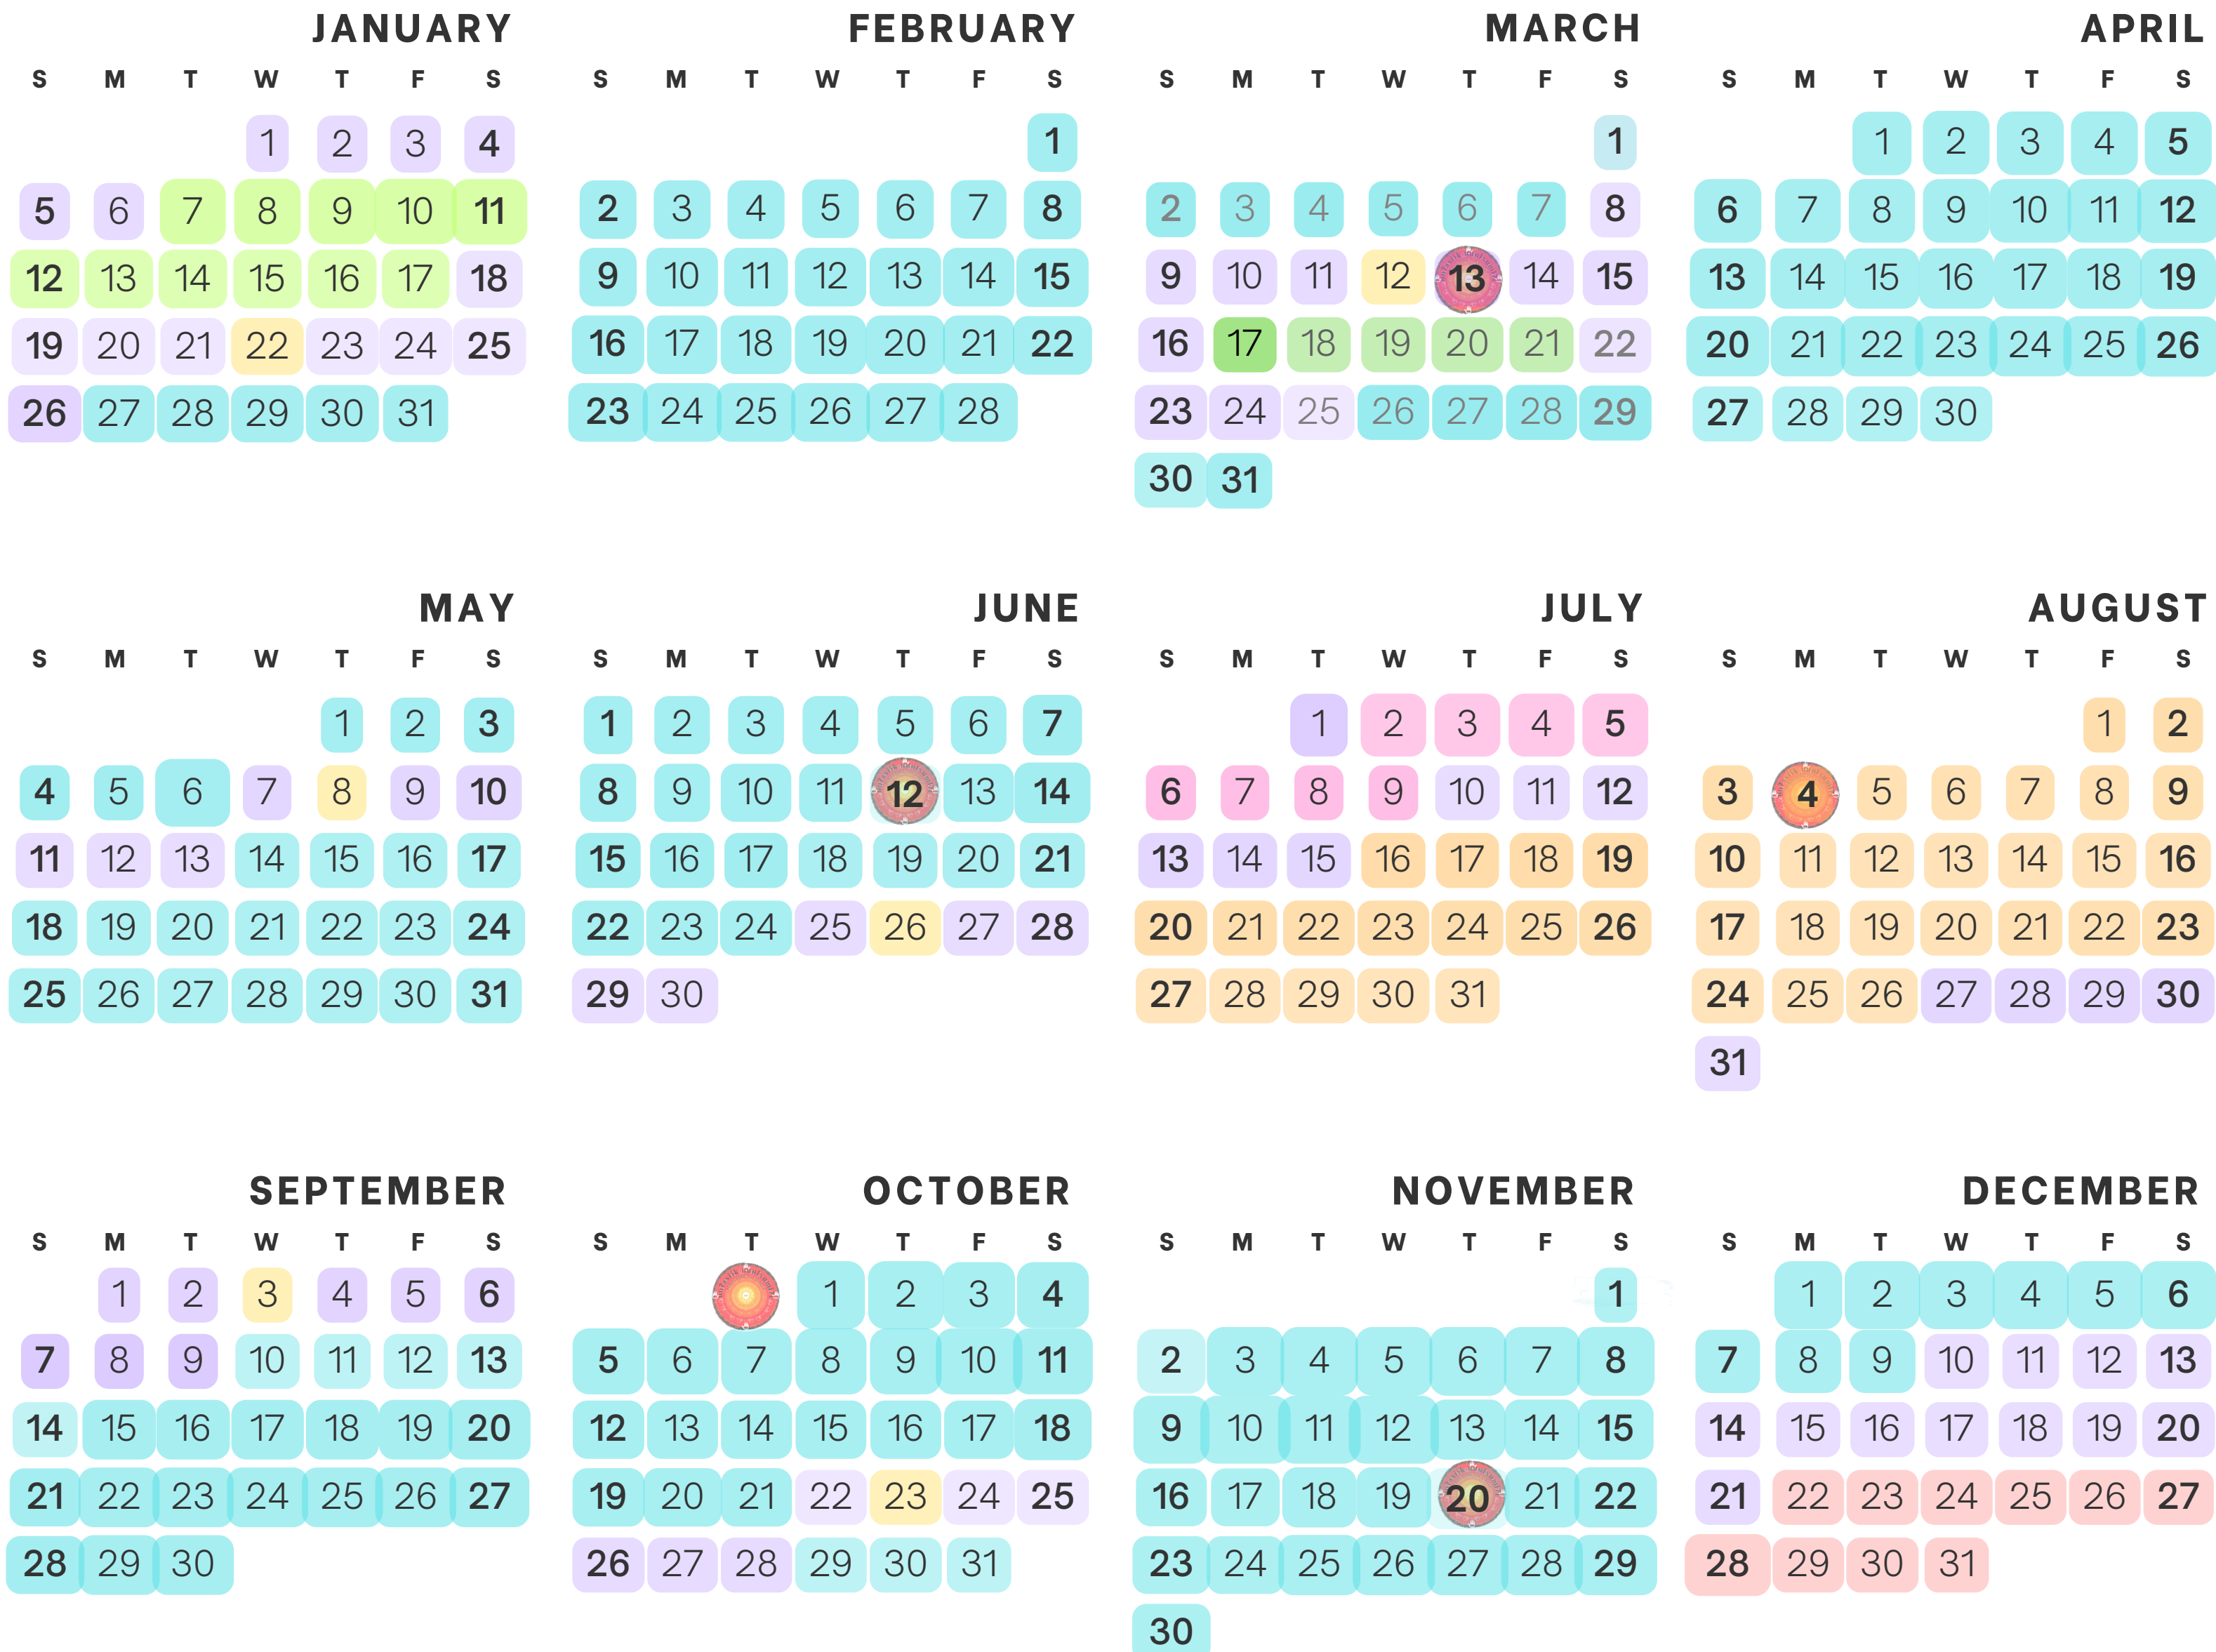 JANUARY
S M T W T F S
1 2 3 4
5 6 7 8 9 10 11
12 13 14 15 16 17 18
19 20 21 22 23 24 25
26 27 28 29 30 31
FEBRUARY
S M T W T F S
1
2 3 4 5 6 7 8
9 10 11 12 13 14 15
16 17 18 19 20 21 22
23 24 25 26 27 28
MARCH
S M T W T F S
1
2 3 4 5 6 7 8
9 10 11 12 13 14 15
16 17 18 19 20 21 22
23 24 25 26 27 28 29
30 31
APRIL
S M T W T F S
1 2 3 4 5
6 7 8 9 10 11 12
13 14 15 16 17 18 19
20 21 22 23 24 25 26
27 28 29 30
MAY
S M T W T F S
1 2 3
4 5 6 7 8 9 10
11 12 13 14 15 16 17
18 19 20 21 22 23 24
25 26 27 28 29 30 31
JUNE
S M T W T F S
1 2 3 4 5 6 7
8 9 10 11 12 13 14
15 16 17 18 19 20 21
22 23 24 25 26 27 28
29 30
JULY
S M T W T F S
1 2 3 4 5
6 7 8 9 10 11 12
13 14 15 16 17 18 19
20 21 22 23 24 25 26
27 28 29 30 31
AUGUST
S M T W T F S
1 2
3 4 5 6 7 8 9
10 11 12 13 14 15 16
17 18 19 20 21 22 23
24 25 26 27 28 29 30
31
SEPTEMBER
S M T W T F S
1 2 3 4 5 6
7 8 9 10 11 12 13
14 15 16 17 18 19 20
21 22 23 24 25 26 27
28 29 30
OCTOBER
S M T W T F S
1 2 3 4
5 6 7 8 9 10 11
12 13 14 15 16 17 18
19 20 21 22 23 24 25
26 27 28 29 30 31
NOVEMBER
S M T W T F S
1
2 3 4 5 6 7 8
9 10 11 12 13 14 15
16 17 18 19 20 21 22
23 24 25 26 27 28 29
30
DECEMBER
S M T W T F S
1 2 3 4 5 6
7 8 9 10 11 12 13
14 15 16 17 18 19 20
21 22 23 24 25 26 27
28 29 30 31